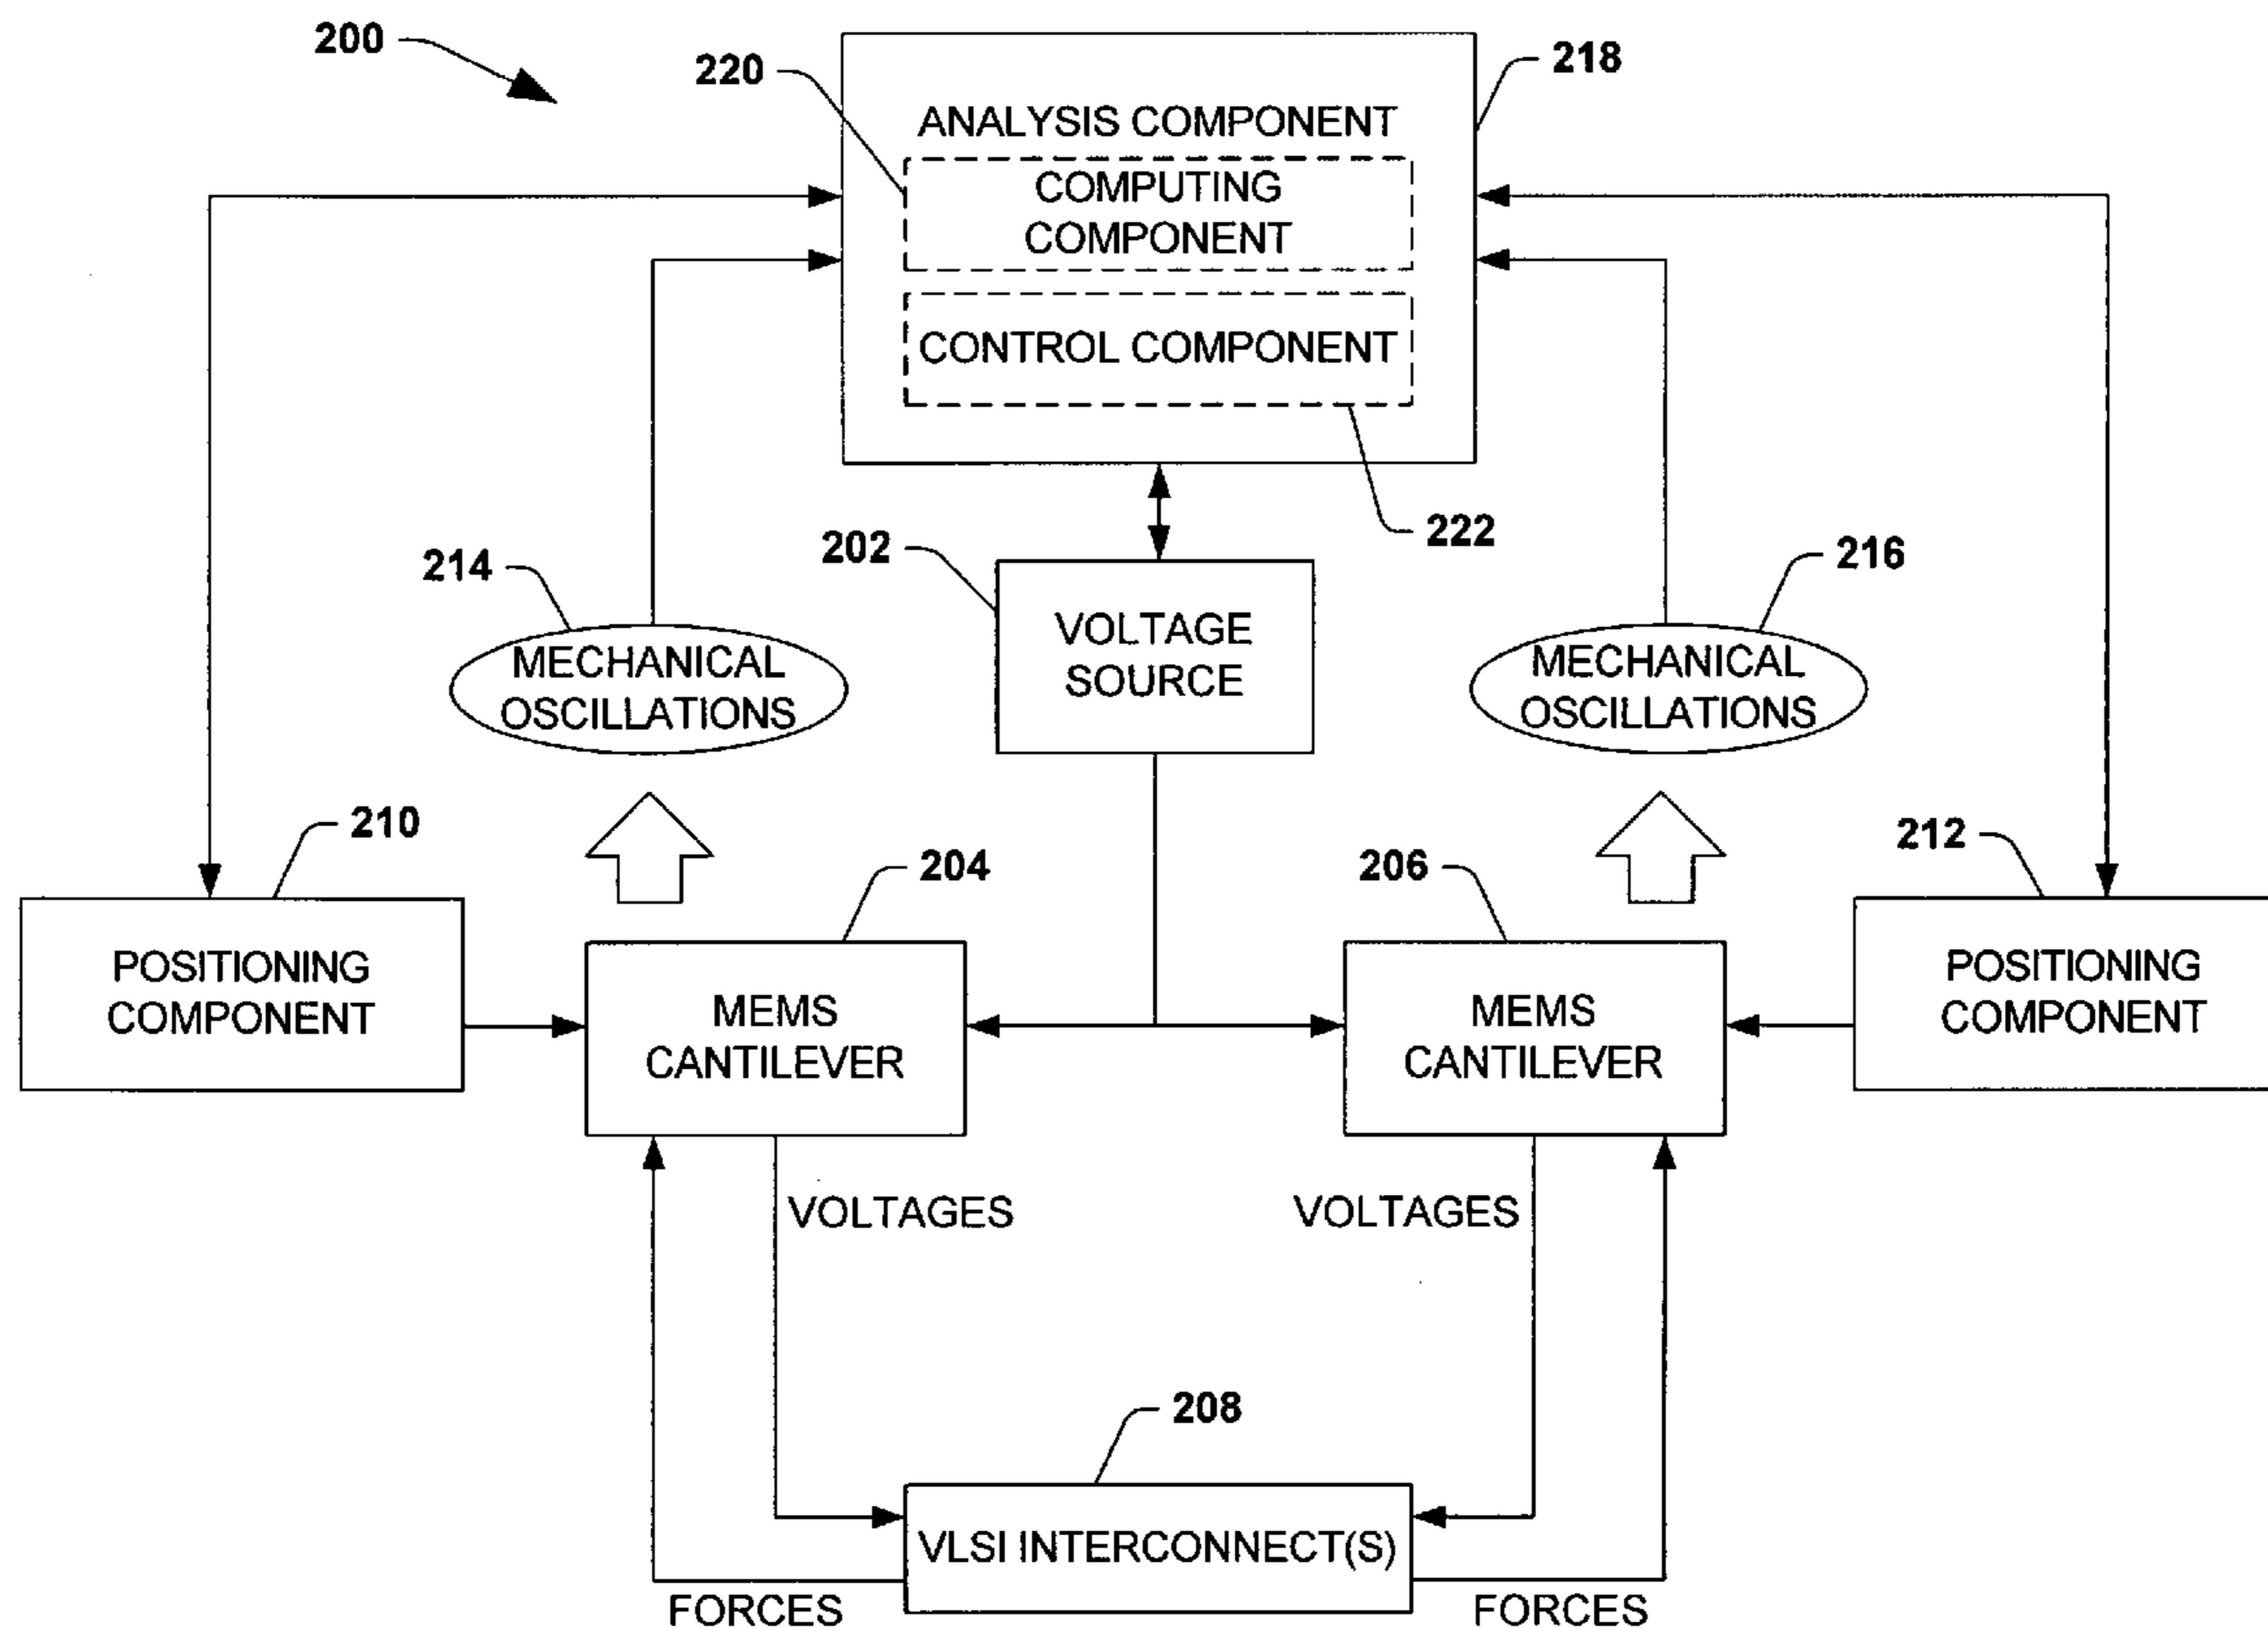 200
218
220
ANALYSIS COMPONENT
COMPUTING
COMPONENT
CONTROL COMPONENT
222
202
214
216
VOLTAGE
SOURCE
MECHANICAL
OSCILLATIONS
MECHANICAL
OSCILLATIONS
210
212
204
206
POSITIONING
COMPONENT
MEMS
CANTILEVER
MEMS
CANTILEVER
POSITIONING
COMPONENT
VOLTAGES
VOLTAGES
208
VLSI INTERCONNECT(S)
FORCES
FORCES